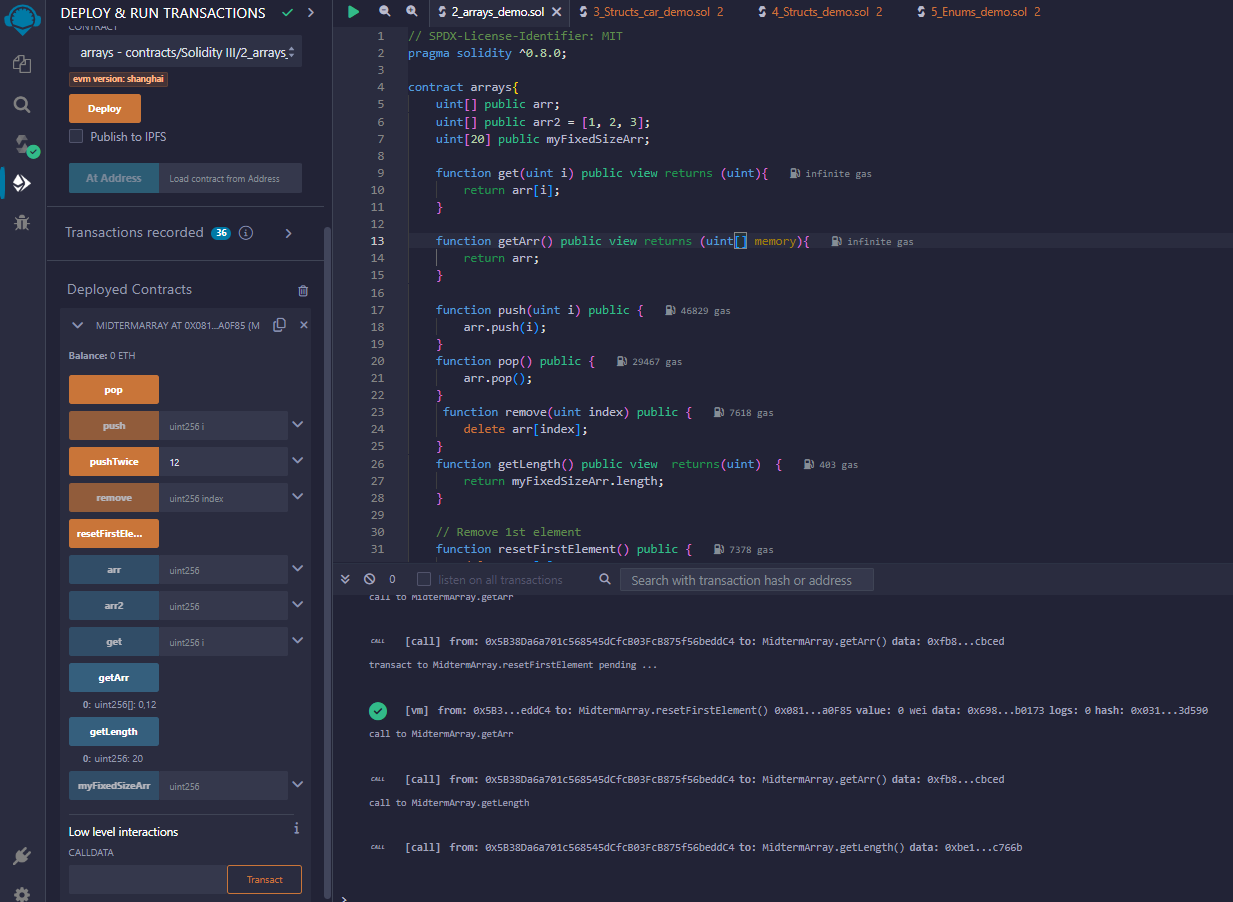 DEPLOY & RUN TRANSACTIONS
CONTRACT
arrays - contracts/Solidity III/2_arrays_
evm version: shanghai
Deploy
Publish to IPFS
At Address
Load contract from Address
Transactions recorded 36 i
Deployed Contracts
MIDTERMARRAY AT 0X081...A0F85 (M
Balance: 0 ETH
pop
push uint256 i
pushTwice 12
remove uint256 index
resetFirstEle...
arr uint256
arr2 uint256
get uint256 i
getArr
0: uint256[]: 0,12
getLength
0: uint256: 20
myFixedSizeArr uint256
Low level interactions i
CALLDATA
Transact
2_arrays_demo.sol
3_Structs_car_demo.sol 2
4_Structs_demo.sol 2
5_Enums_demo.sol 2
1 // SPDX-License-Identifier: MIT
2 pragma solidity ^0.8.0;
3
4 contract arrays{
5 uint[] public arr;
6 uint[] public arr2 = [1, 2, 3];
7 uint[20] public myFixedSizeArr;
8
9 function get(uint i) public view returns (uint){ infinite gas
10 return arr[i];
11 }
12
13 function getArr() public view returns (uint[] memory){ infinite gas
14 return arr;
15 }
16
17 function push(uint i) public { 46829 gas
18 arr.push(i);
19 }
20 function pop() public { 29467 gas
21 arr.pop();
22 }
23 function remove(uint index) public { 7618 gas
24 delete arr[index];
25 }
26 function getLength() public view  returns(uint)  { 403 gas
27 return myFixedSizeArr.length;
28 }
29
30 // Remove 1st element
31 function resetFirstElement() public { 7378 gas
0
listen on all transactions
Search with transaction hash or address
call to MidtermArray.getArr
CALL [call] from: 0x5B38Da6a701c568545dCfcB03FcB875f56beddC4 to: MidtermArray.getArr() data: 0xfb8...cbced
transact to MidtermArray.resetFirstElement pending ...
[vm] from: 0x5B3...eddC4 to: MidtermArray.resetFirstElement() 0x081...a0F85 value: 0 wei data: 0x698...b0173 logs: 0 hash: 0x031...3d590
call to MidtermArray.getArr
CALL [call] from: 0x5B38Da6a701c568545dCfcB03FcB875f56beddC4 to: MidtermArray.getArr() data: 0xfb8...cbced
call to MidtermArray.getLength
CALL [call] from: 0x5B38Da6a701c568545dCfcB03FcB875f56beddC4 to: MidtermArray.getLength() data: 0xbe1...c766b
>